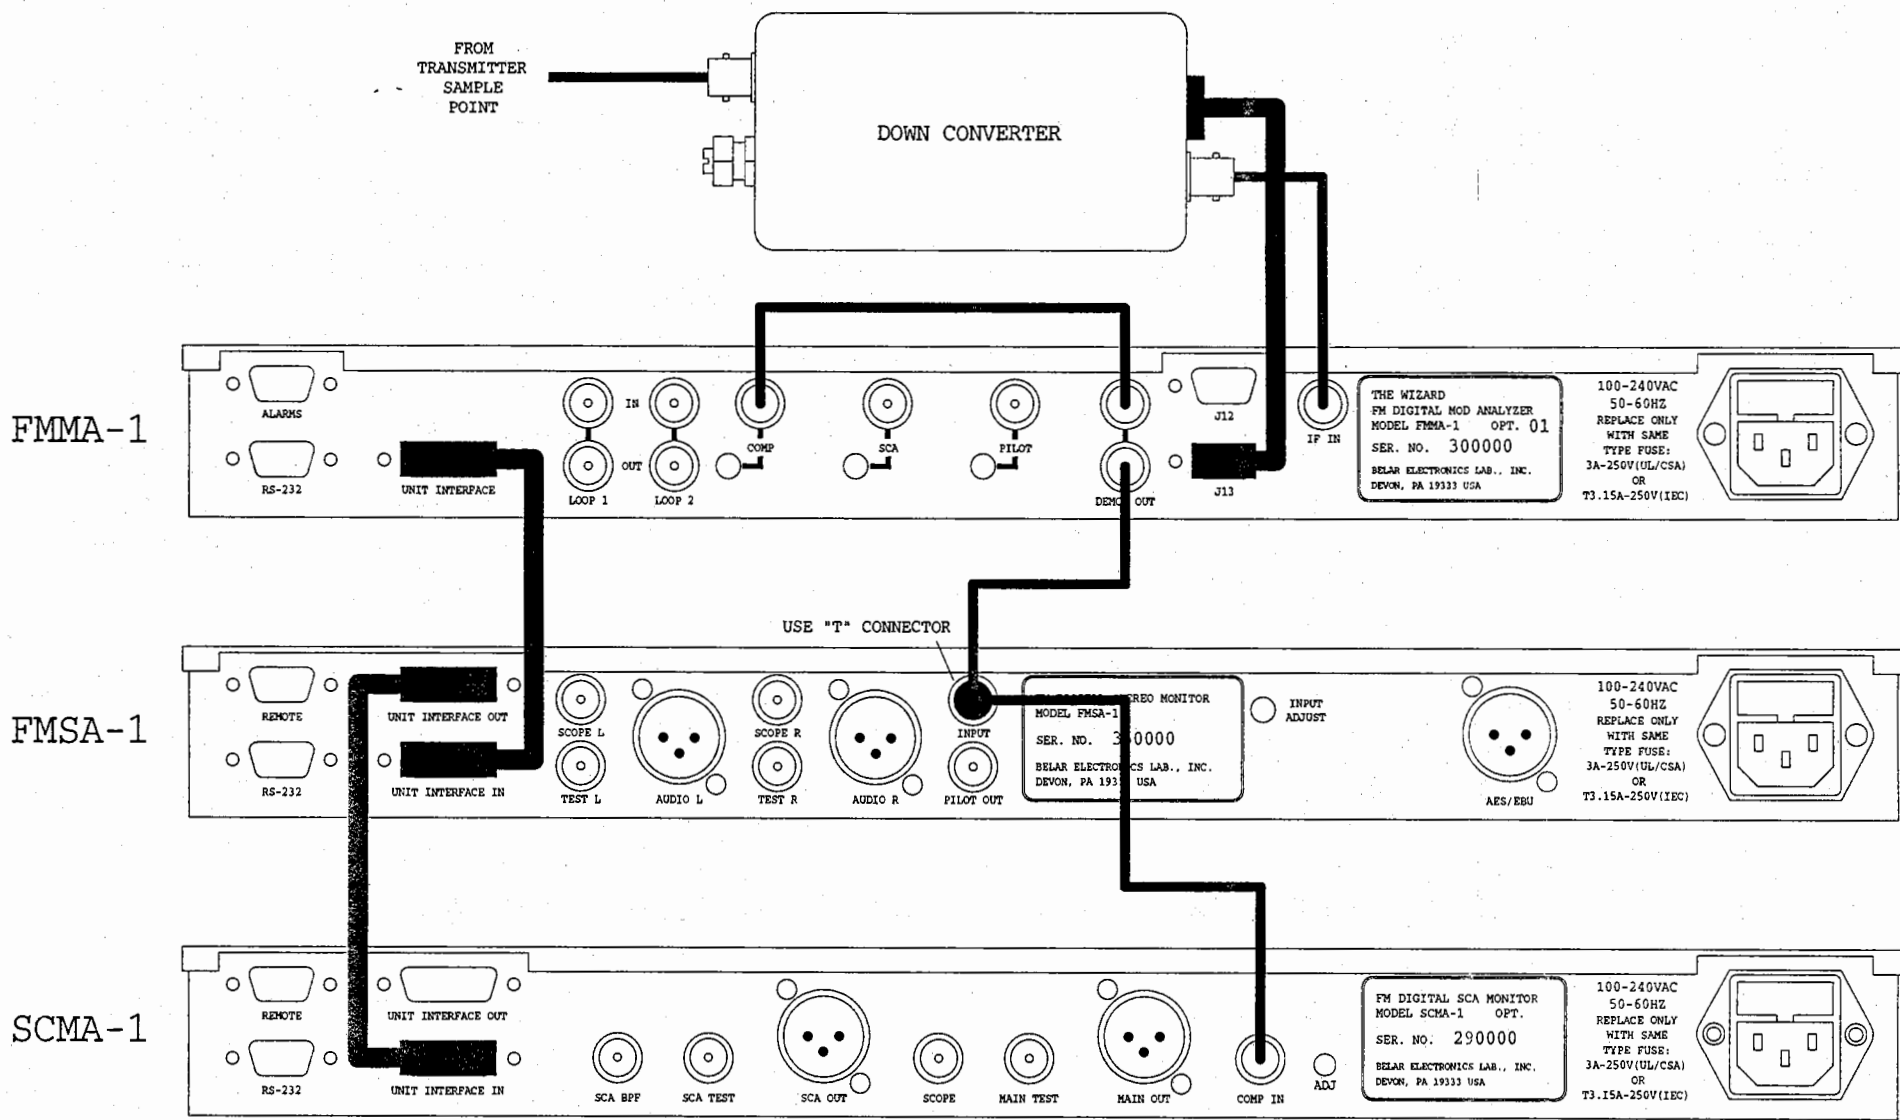 FROM
TRANSMITTER
SAMPLE
POINT
DOWN CONVERTER
FMMA-1
ALARMS
RS-232
UNIT INTERFACE
IN
OUT
LOOP 1
LOOP 2
COMP
SCA
PILOT
DEMOD OUT
J12
J13
IF IN
THE WIZARD
FM DIGITAL MOD ANALYZER
MODEL FMMA-1 OPT. 01
SER. NO. 300000
BELAR ELECTRONICS LAB., INC.
DEVON, PA 19333 USA
100-240VAC
50-60HZ
REPLACE ONLY
WITH SAME
TYPE FUSE:
3A-250V(UL/CSA)
OR
T3.15A-250V(IEC)
USE "T" CONNECTOR
FMSA-1
REMOTE
RS-232
UNIT INTERFACE OUT
UNIT INTERFACE IN
SCOPE L
TEST L
AUDIO L
SCOPE R
TEST R
AUDIO R
INPUT
PILOT OUT
STEREO MONITOR
MODEL FMSA-1
SER. NO. 330000
BELAR ELECTRONICS LAB., INC.
DEVON, PA 19333 USA
INPUT
ADJUST
AES/EBU
100-240VAC
50-60HZ
REPLACE ONLY
WITH SAME
TYPE FUSE:
3A-250V(UL/CSA)
OR
T3.15A-250V(IEC)
SCMA-1
REMOTE
RS-232
UNIT INTERFACE OUT
UNIT INTERFACE IN
SCA BPF
SCA TEST
SCA OUT
SCOPE
MAIN TEST
MAIN OUT
COMP IN
ADJ
FM DIGITAL SCA MONITOR
MODEL SCMA-1 OPT.
SER. NO. 290000
BELAR ELECTRONICS LAB., INC.
DEVON, PA 19333 USA
100-240VAC
50-60HZ
REPLACE ONLY
WITH SAME
TYPE FUSE:
3A-250V(UL/CSA)
OR
T3.15A-250V(IEC)